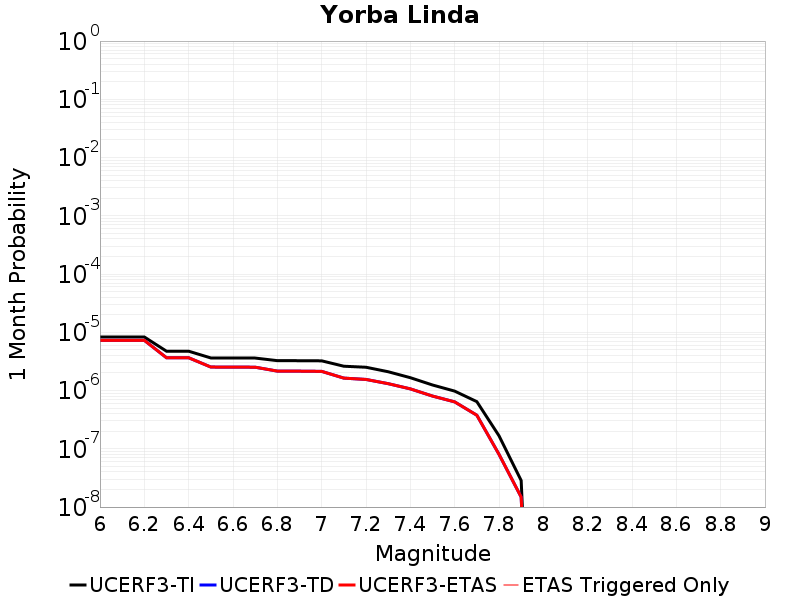 Yorba Linda
1 Month Probability
10^0
10^-1
10^-2
10^-3
10^-4
10^-5
10^-6
10^-7
10^-8
6 6.2 6.4 6.6 6.8 7 7.2 7.4 7.6 7.8 8 8.2 8.4 8.6 8.8 9
Magnitude
UCERF3-TI UCERF3-TD UCERF3-ETAS ETAS Triggered Only